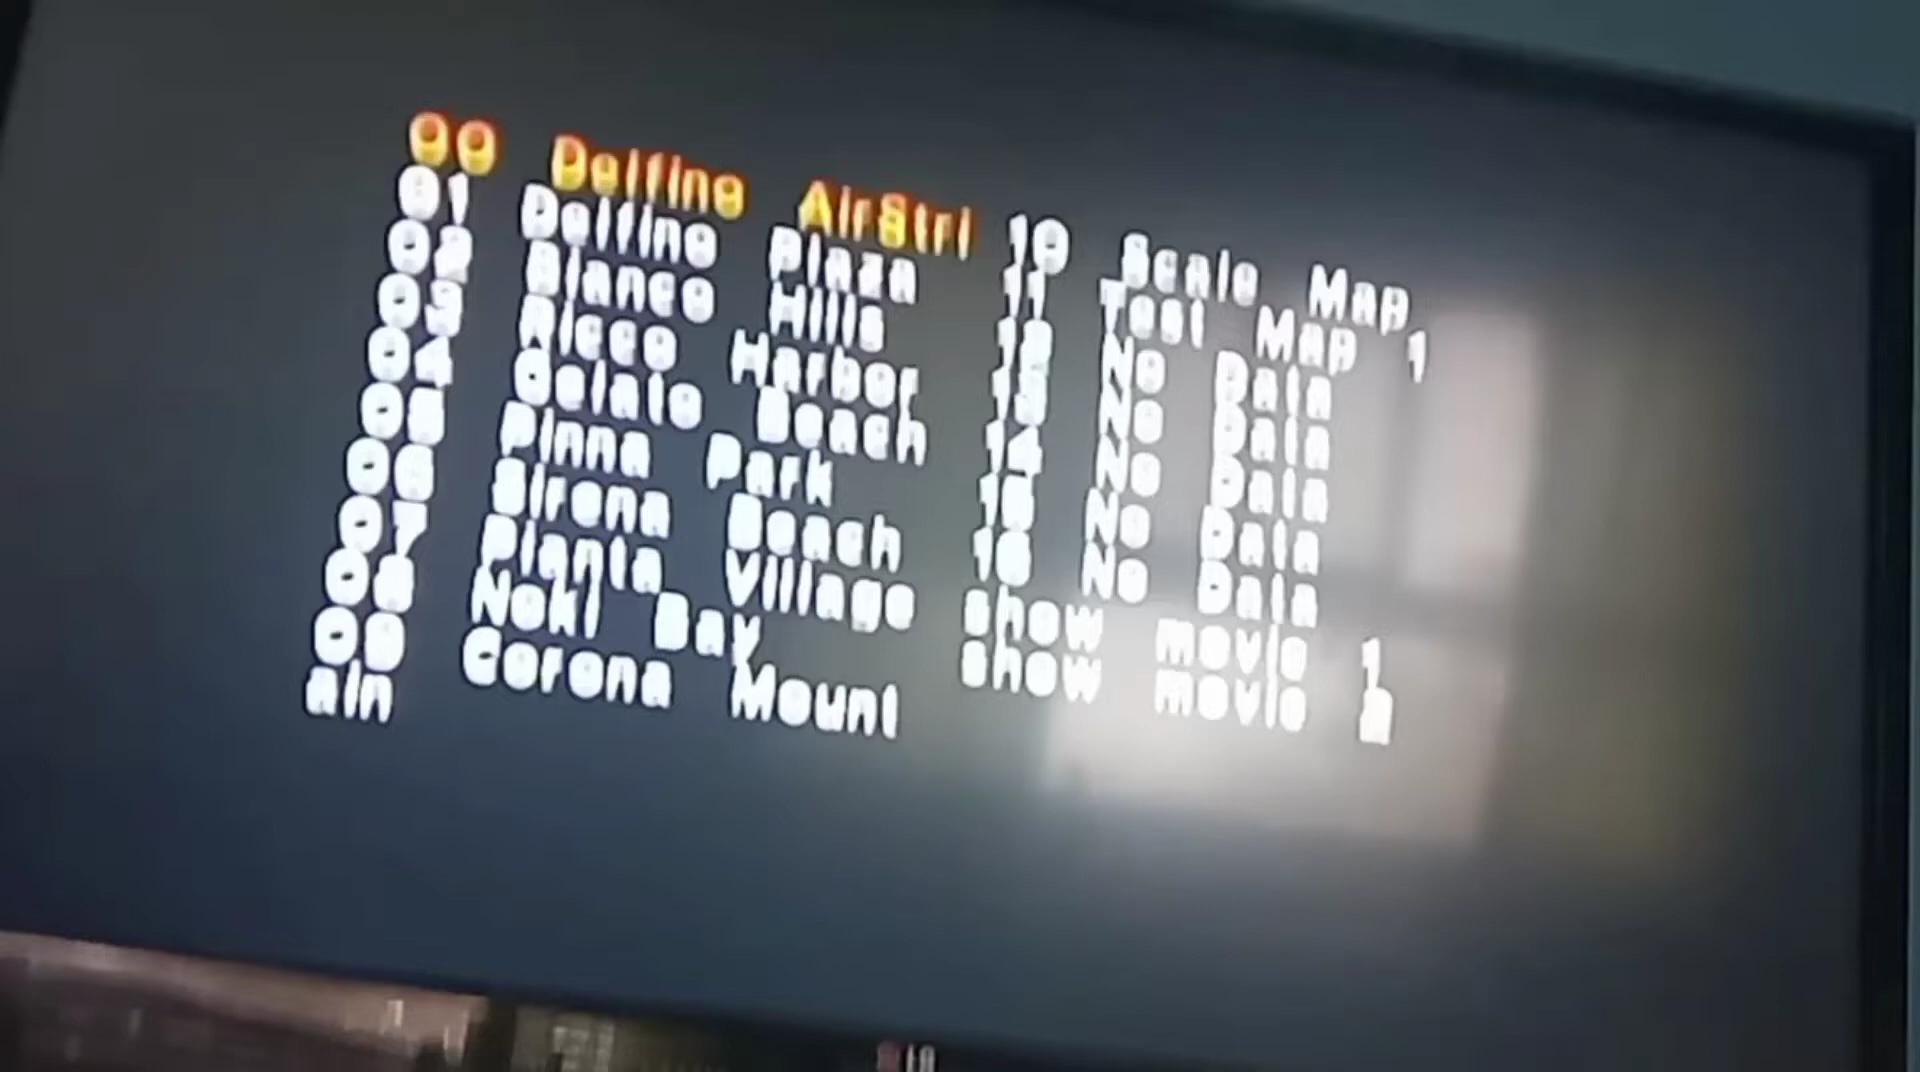 00 Dolfino AirStri
01 Dolfino Plaza
02 Bianco Hills
03 Ricco Harbor
04 Gelato Beach
05 Pinna Park
06 Sirena Beach
07 Pianta Village
08 Noki Bay
09 Corona Mount
ain
10 Scale Map
11 Test Map 1
12 No Data
13 No Data
14 No Data
15 No Data
16 No Data
show movie 1
show movie 2